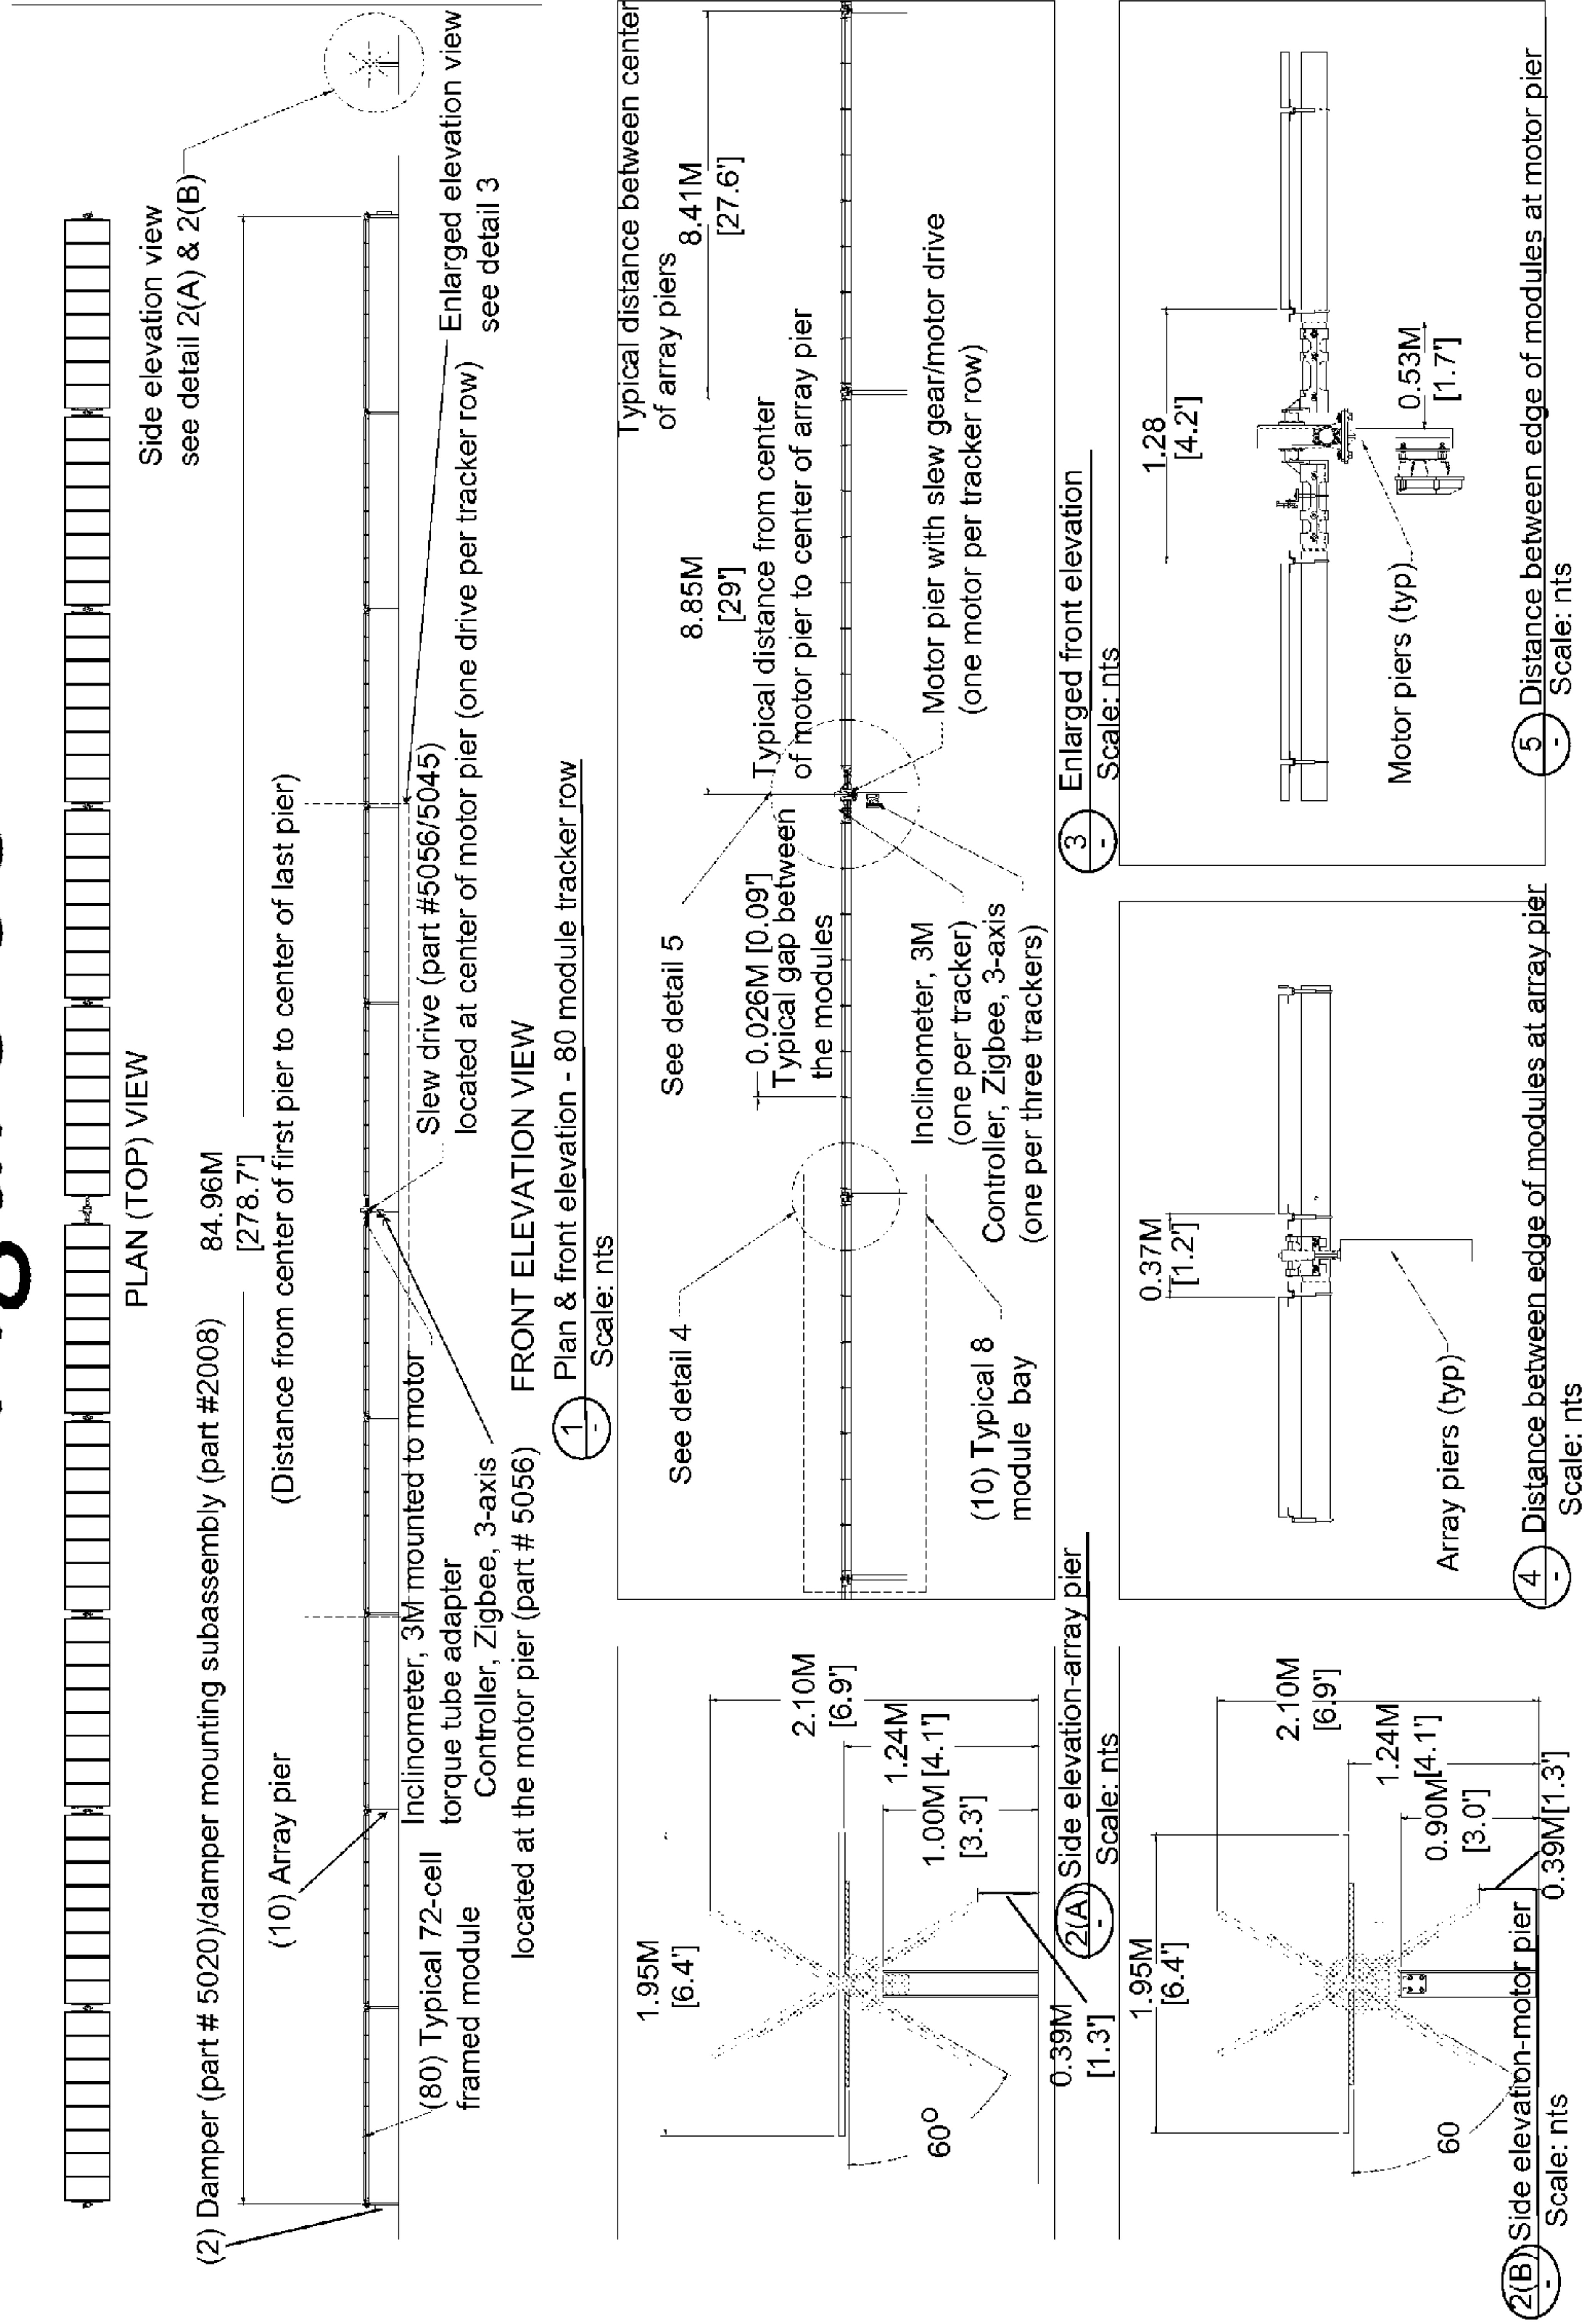 PLAN (TOP) VIEW
Side elevation view
see detail 2(A) & 2(B)
(2) Damper (part # 5020)/damper mounting subassembly (part #2008)
84.96M
[278.7']
(Distance from center of first pier to center of last pier)
(10) Array pier
Enlarged elevation view
see detail 3
(80) Typical 72-cell
framed module
Inclinometer, 3M mounted to motor
torque tube adapter
Controller, Zigbee, 3-axis
located at the motor pier (part # 5056)
Slew drive (part #5056/5045)
located at center of motor pier (one drive per tracker row)
FRONT ELEVATION VIEW
1
-
Plan & front elevation - 80 module tracker row
Scale: nts
1.95M
[6.4']
2.10M
[6.9']
1.24M
[4.1']
1.00M
[3.3']
60°
0.39M
[1.3']
2(A)
-
Side elevation-array pier
Scale: nts
See detail 4
See detail 5
0.026M [0.09']
Typical gap between
the modules
8.85M
[29']
Typical distance from center
of motor pier to center of array pier
Typical distance between center
of array piers
8.41M
[27.6']
(10) Typical 8
module bay
Inclinometer, 3M
(one per tracker)
Controller, Zigbee, 3-axis
(one per three trackers)
Motor pier with slew gear/motor drive
(one motor per tracker row)
3
-
Enlarged front elevation
Scale: nts
1.95M
[6.4']
2.10M
[6.9']
1.24M
[4.1']
0.90M
[3.0']
60
0.39M[1.3']
2(B)
-
Side elevation-motor pier
Scale: nts
0.37M
[1.2']
Array piers (typ)
4
-
Distance between edge of modules at array pier
Scale: nts
1.28
[4.2']
0.53M
[1.7']
Motor piers (typ)
5
-
Distance between edge of modules at motor pier
Scale: nts